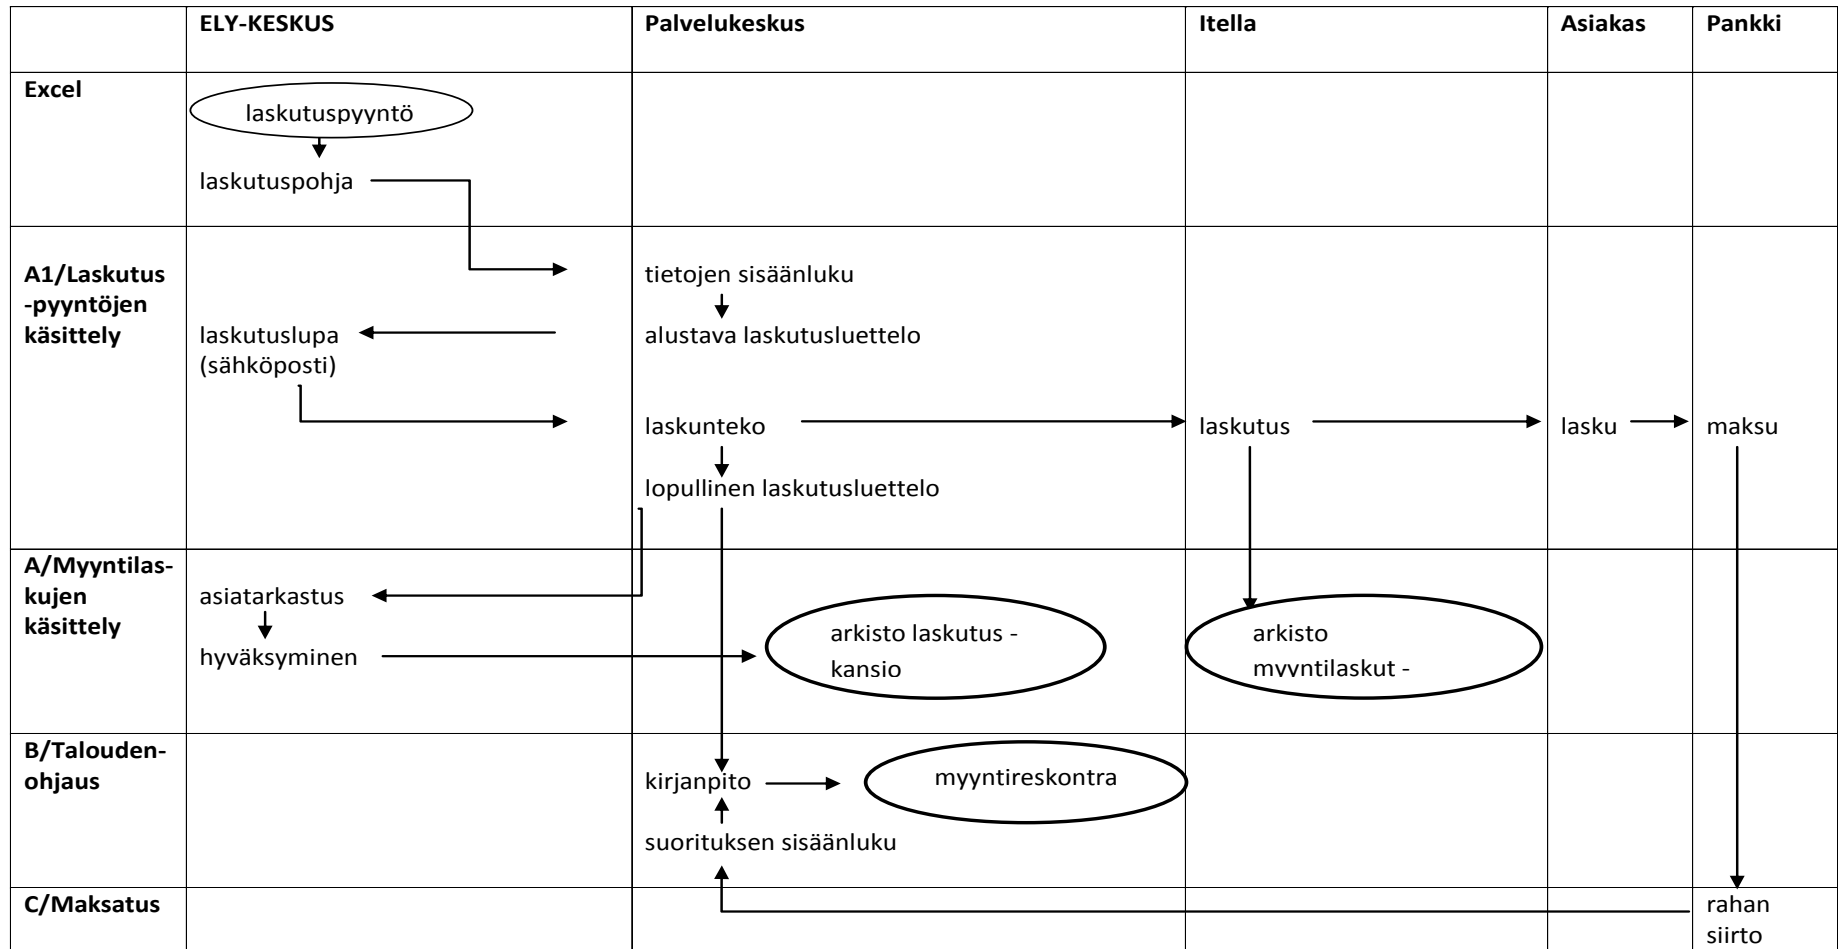 ELY-KESKUS
Palvelukeskus
Itella
Asiakas
Pankki
Excel
laskutuspyyntö
laskutuspohja
A1/Laskutus
-pyyntöjen
käsittely
tietojen sisäänluku
laskutuslupa
(sähköposti)
alustava laskutusluettelo
laskunteko
laskutus
lasku
maksu
lopullinen laskutusluettelo
A/Myyntilas-
kujen
käsittely
asiatarkastus
hyväksyminen
arkisto laskutus -
kansio
arkisto
myyntilaskut -
B/Talouden-
ohjaus
kirjanpito
myyntireskontra
suorituksen sisäänluku
C/Maksatus
rahan
siirto